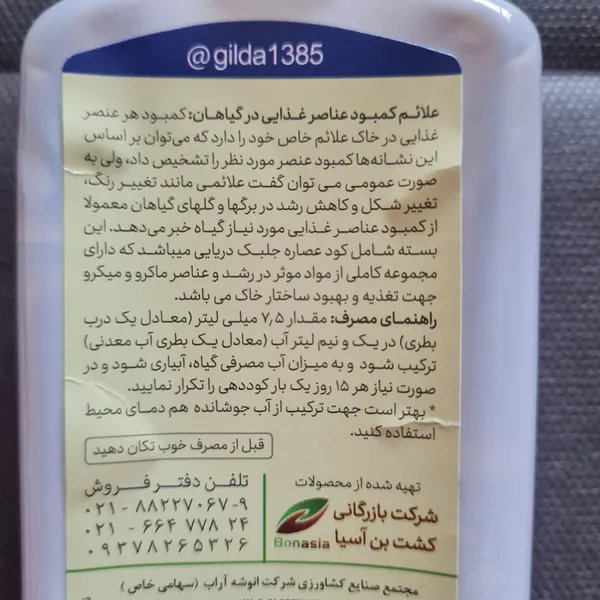 @gilda1385
علائم کمبود عناصر غذایی در گیاهان: کمبود هر عنصر
غذایی در خاک علائم خاص خود را دارد که می‌توان بر اساس
این نشانه‌ها کمبود عنصر مورد نظر را تشخیص داد، ولی به
صورت عمومی می توان گفت علائمی مانند تغییر رنگ،
تغییر شکل و کاهش رشد در برگها و گلهای گیاهان معمولا
از کمبود عناصر غذایی مورد نیاز گیاه خبر می‌دهد. این
بسته شامل کود عصاره جلبک دریایی میباشد که دارای
مجموعه کاملی از مواد موثر در رشد و عناصر ماکرو و میکرو
جهت تغذیه و بهبود ساختار خاک می باشد.
راهنمای مصرف: مقدار ۷٫۵ میلی لیتر (معادل یک درب
بطری) در یک و نیم لیتر آب (معادل یک بطری آب معدنی)
ترکیب شود و به میزان آب مصرفی گیاه، آبیاری شود و در
صورت نیاز هر ۱۵ روز یک بار کوددهی را تکرار نمایید.
* بهتر است جهت ترکیب از آب جوشانده هم دمای محیط
استفاده کنید.
قبل از مصرف خوب تکان دهید
تهیه شده از محصولات
شرکت بازرگانی
کشت بن آسیا
Bonasia
تلفن دفتر فروش
۰۲۱ - ۸۸۲۲۷۰۶۷-۹
۰۲۱ - ۶۶۴ ۷۷۸ ۲۴
۰۹۳۷۸۲۶۵۳۲۶
مجتمع صنایع کشاورزی شرکت انوشه آراب (سهامی خاص)